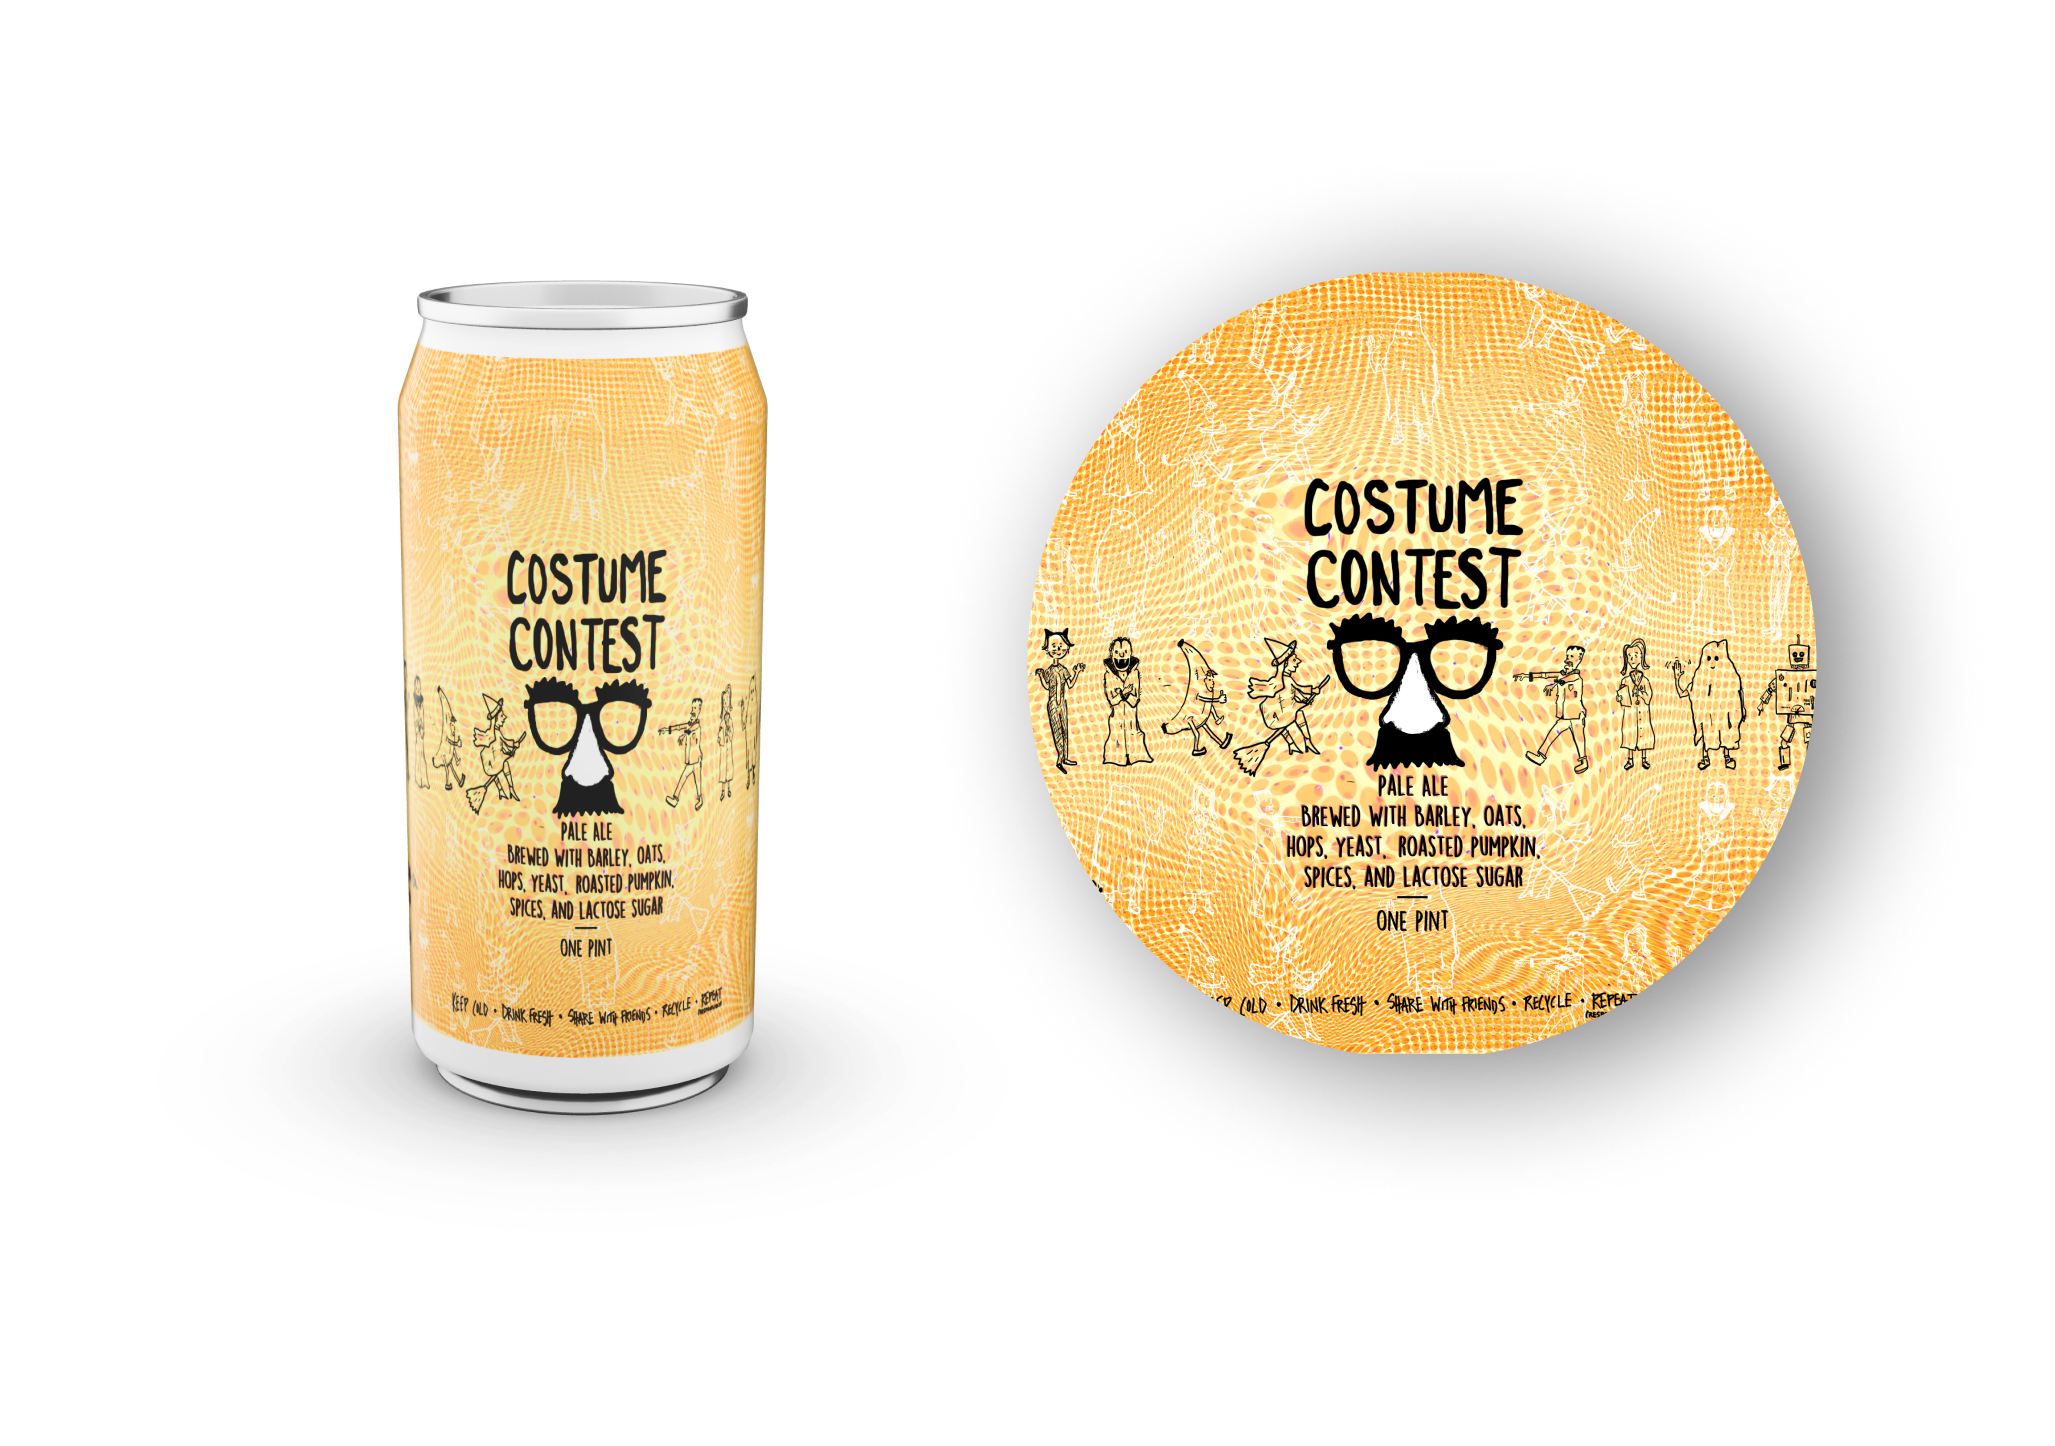 COSTUME
CONTEST
PALE ALE
BREWED WITH BARLEY, OATS,
HOPS, YEAST, ROASTED PUMPKIN,
SPICES, AND LACTOSE SUGAR
ONE PINT
KEEP COLD • DRINK FRESH • SHARE WITH FRIENDS • RECYCLE • REPEAT
COSTUME
CONTEST
PALE ALE
BREWED WITH BARLEY, OATS,
HOPS, YEAST, ROASTED PUMPKIN,
SPICES, AND LACTOSE SUGAR
ONE PINT
COLD • DRINK FRESH • SHARE WITH FRIENDS • RECYCLE • REPEAT